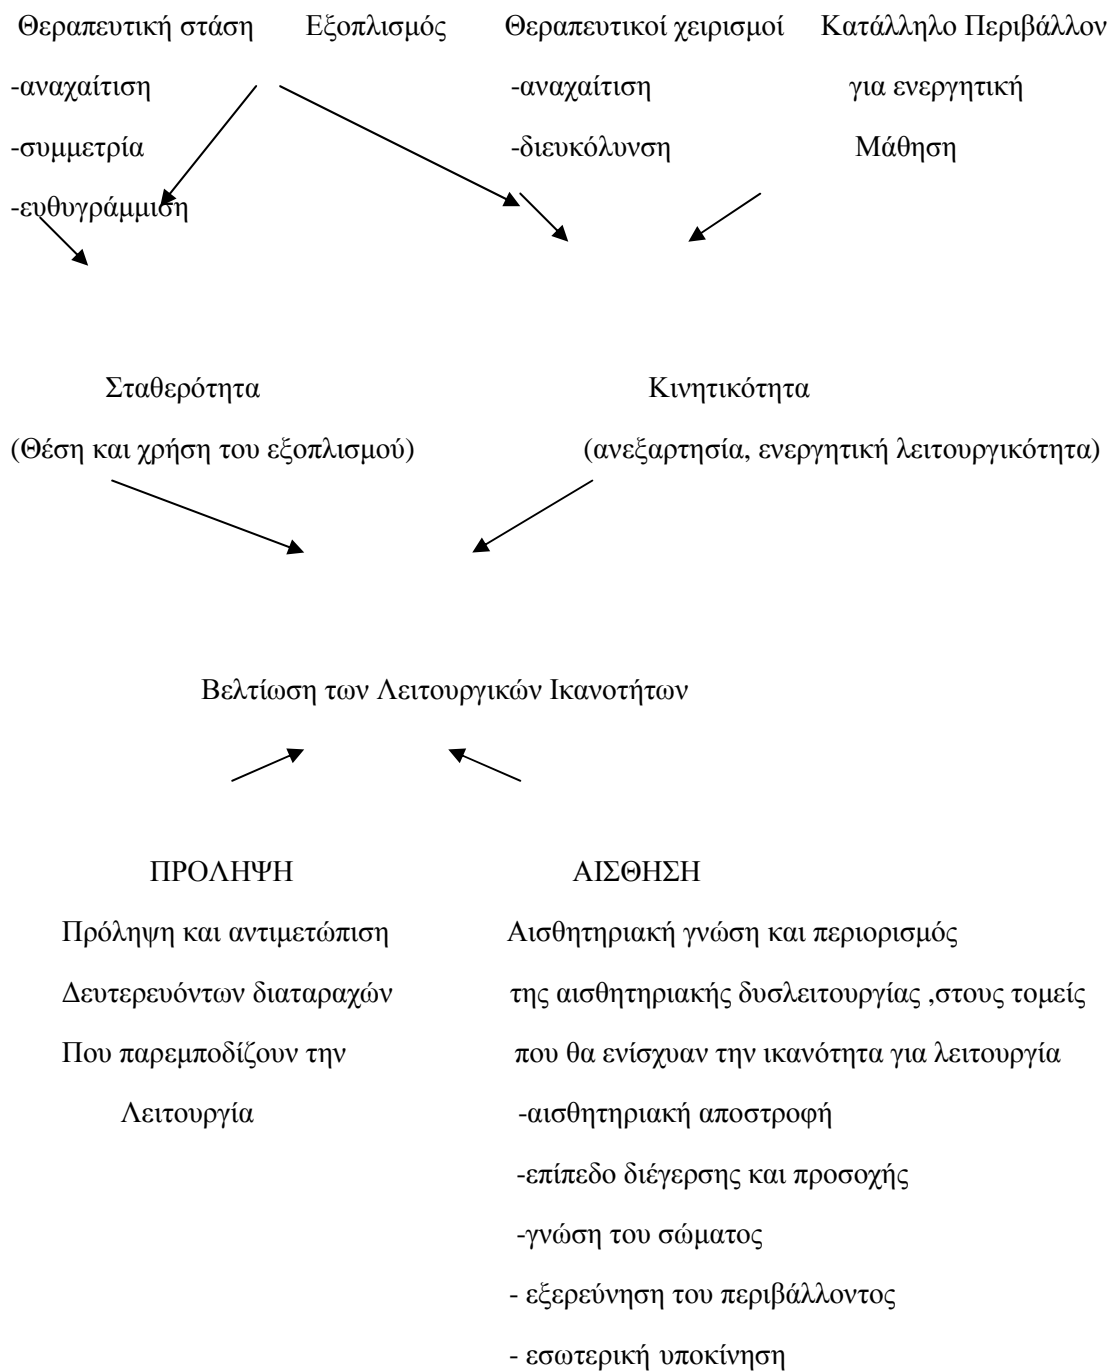 Θεραπευτική στάση Εξοπλισμός Θεραπευτικοί χειρισμοί Κατάλληλο Περιβάλλον
-αναχαίτιση -αναχαίτιση για ενεργητική
-συμμετρία -διευκόλυνση Μάθηση
-ευθυγράμμιση
Σταθερότητα Κινητικότητα
(Θέση και χρήση του εξοπλισμού) (ανεξαρτησία, ενεργητική λειτουργικότητα)
Βελτίωση των Λειτουργικών Ικανοτήτων
ΠΡΟΛΗΨΗ ΑΙΣΘΗΣΗ
Πρόληψη και αντιμετώπιση Αισθητηριακή γνώση και περιορισμός
Δευτερευόντων διαταραχών της αισθητηριακής δυσλειτουργίας ,στους τομείς
Που παρεμποδίζουν την που θα ενίσχυαν την ικανότητα για λειτουργία
Λειτουργία -αισθητηριακή αποστροφή
-επίπεδο διέγερσης και προσοχής
-γνώση του σώματος
- εξερεύνηση του περιβάλλοντος
- εσωτερική υποκίνηση